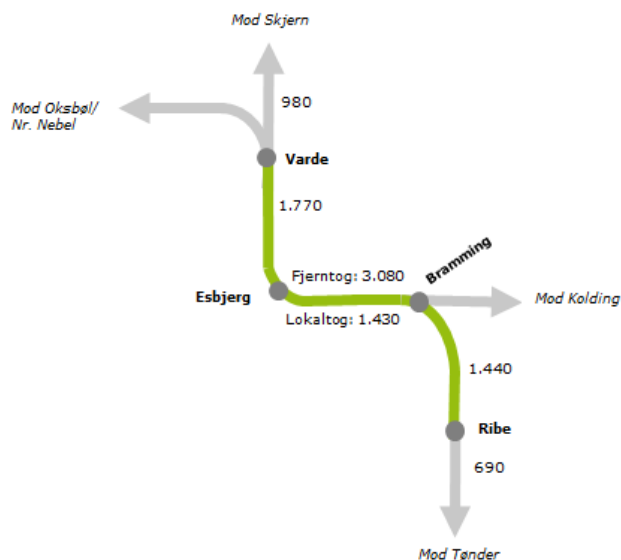 Mod Skjern
Mod Oksbøl/
Nr. Nebel
980
Varde
1.770
Bramming
Fjerntog: 3.080
Esbjerg
Mod Kolding
Lokaltog: 1.430
1.440
Ribe
690
Mod Tønder